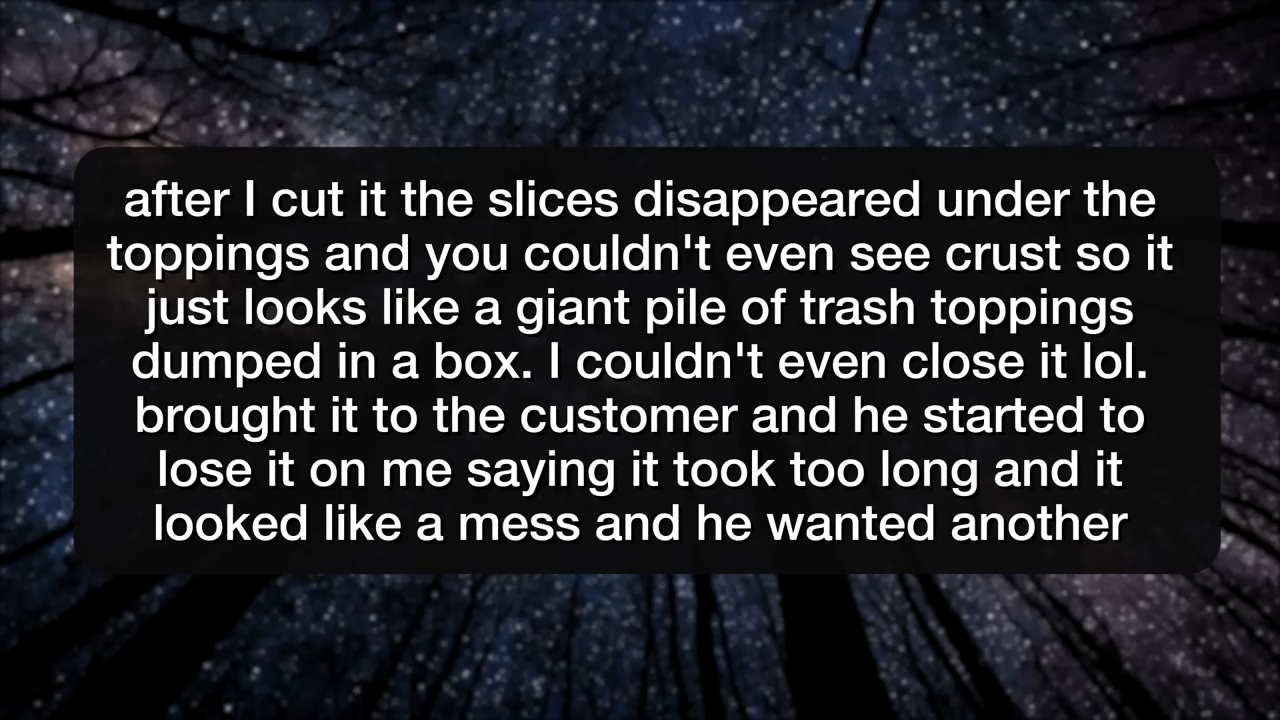 after I cut it the slices disappeared under the
toppings and you couldn't even see crust so it
just looks like a giant pile of trash toppings
dumped in a box. I couldn't even close it lol.
brought it to the customer and he started to
lose it on me saying it took too long and it
looked like a mess and he wanted another